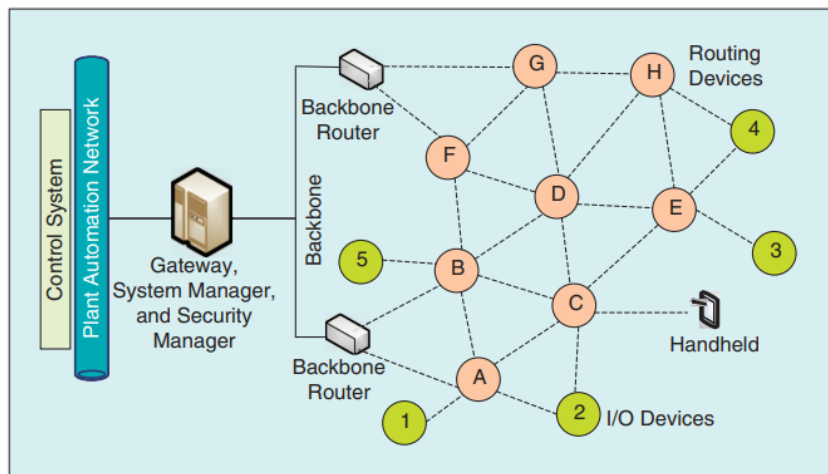 Control System
Plant Automation Network
Gateway,
System Manager,
and Security
Manager
Backbone
Backbone
Router
Backbone
Router
G
H
Routing
Devices
4
F
D
E
3
5
B
C
Handheld
A
1
2
I/O Devices